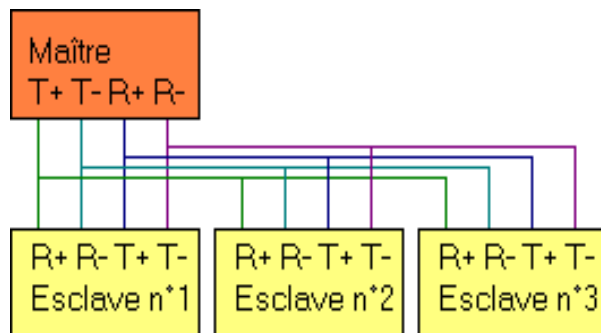 Maître
T+ T- R+ R-
R+ R- T+ T-
Esclave n°1
R+ R- T+ T-
Esclave n°2
R+ R- T+ T-
Esclave n°3